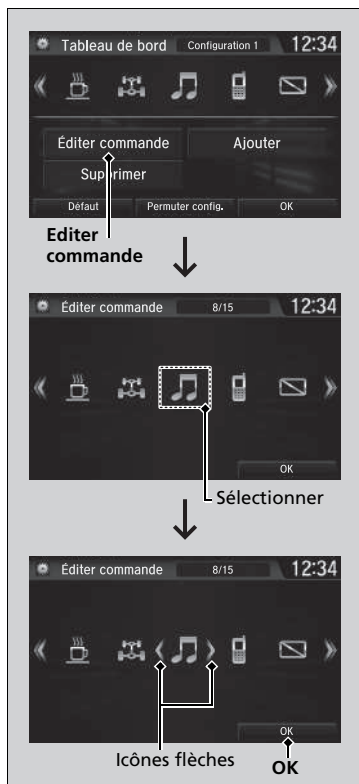 Tableau de bord Configuration 1 12:34
Éditer commande Ajouter
Supprimer
Défaut Permuter config. OK
Editer
commande
Éditer commande 8/15 12:34
OK
Sélectionner
Éditer commande 8/15 12:34
OK
Icônes flèches OK